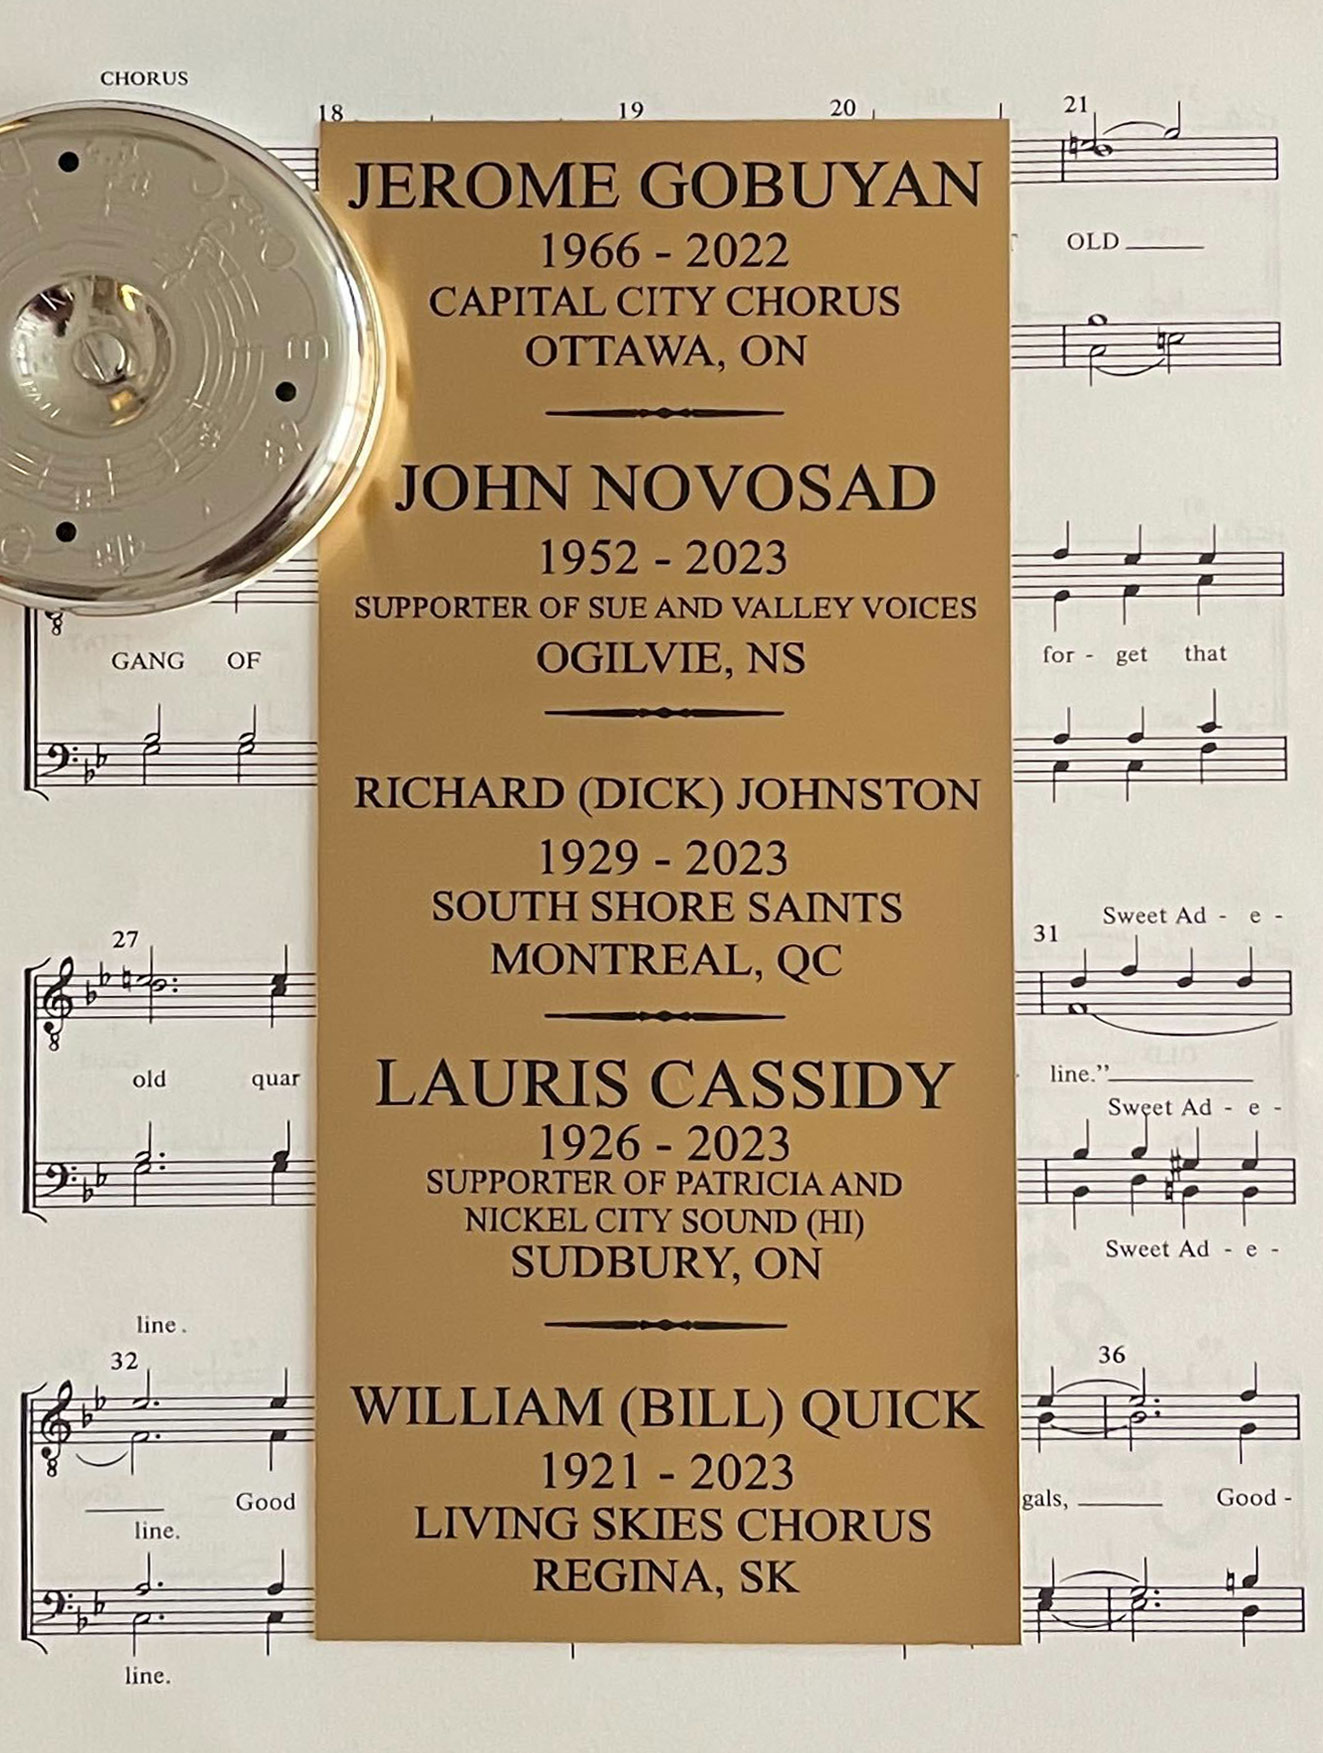 CHORUS
18
19
20
21
OLD
JEROME GOBUYAN
1966 - 2022
CAPITAL CITY CHORUS
OTTAWA, ON
JOHN NOVOSAD
1952 - 2023
SUPPORTER OF SUE AND VALLEY VOICES
OGILVIE, NS
GANG OF
for - get that
RICHARD (DICK) JOHNSTON
1929 - 2023
SOUTH SHORE SAINTS
MONTREAL, QC
27
31
Sweet Ad - e -
old quar
line."
Sweet Ad - e -
Sweet Ad - e -
LAURIS CASSIDY
1926 - 2023
SUPPORTER OF PATRICIA AND
NICKEL CITY SOUND (HI)
SUDBURY, ON
line.
32
36
WILLIAM (BILL) QUICK
1921 - 2023
LIVING SKIES CHORUS
REGINA, SK
Good
line.
gals, Good -
line.